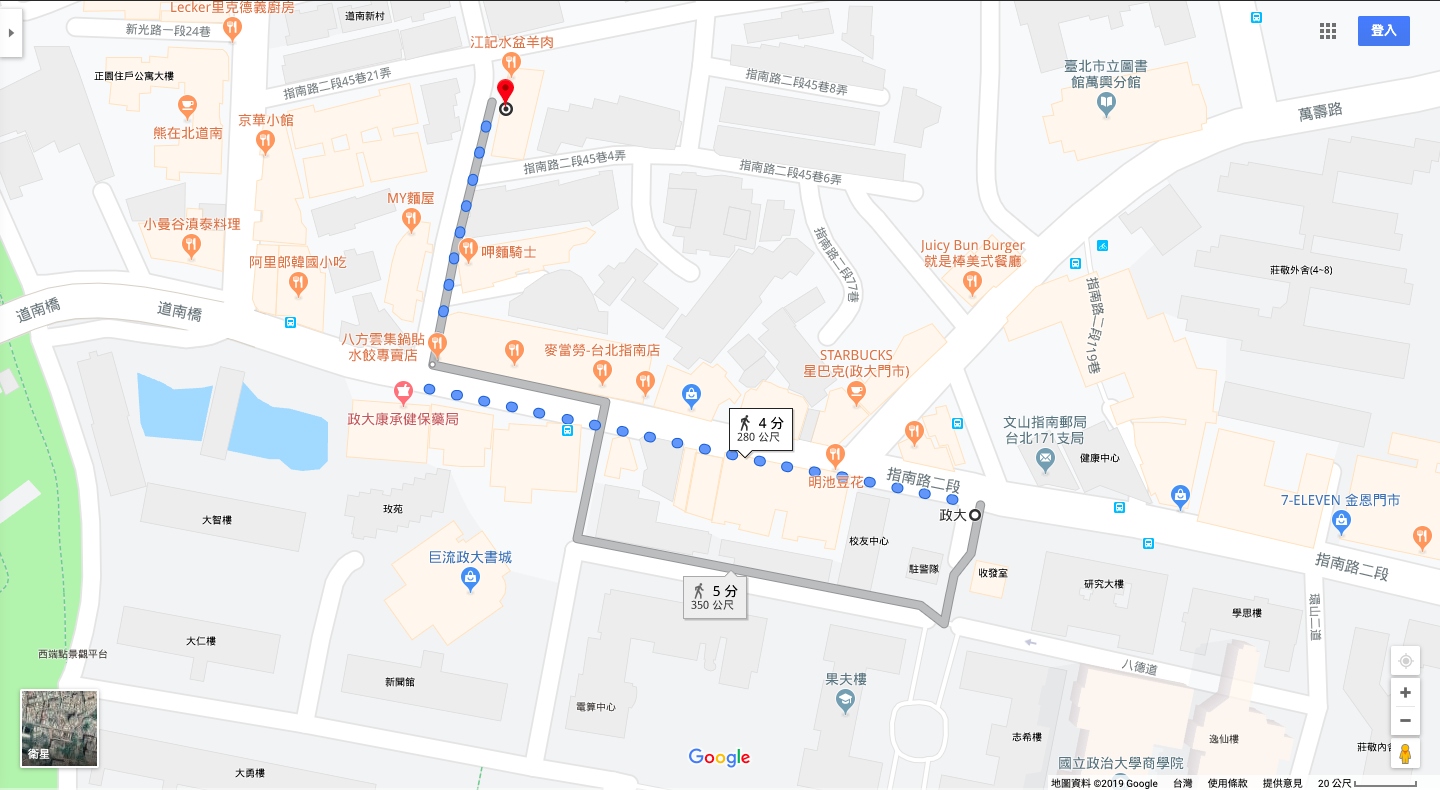 Lecker里克德義廚房
道南新村
新光路一段24巷
江記水盆羊肉
登入
臺北市立圖書
館萬興分館
正園住戶公寓大樓
指南路二段45巷21弄
指南路二段45巷8弄
萬壽路
熊在北道南
京華小館
指南路二段45巷4弄
指南路二段45巷6弄
MY麵屋
小曼谷滇泰料理
阿里郎韓國小吃
呷麵騎士
指南路二段77巷
Juicy Bun Burger
就是棒美式餐廳
莊敬外舍(4~8)
指南路二段119巷
道南橋
道南橋
八方雲集鍋貼
水餃專賣店
麥當勞-台北指南店
STARBUCKS
星巴克(政大門市)
政大康承健保藥局
4 分
280 公尺
文山指南郵局
台北171支局
健康中心
明池豆花
指南路二段
7-ELEVEN 金恩門市
大智樓
玫苑
政大
校友中心
巨流政大書城
駐警隊
收發室
指南路二段
5 分
350 公尺
研究大樓
學思樓
大仁樓
西端點景觀平台
八德道
新聞館
果夫樓
電算中心
志希樓
逸仙樓
莊敬內舍
衛星
Google
國立政治大學商學院
大勇樓
地圖資料 ©2019 Google
台灣
使用條款
提供意見
20 公尺